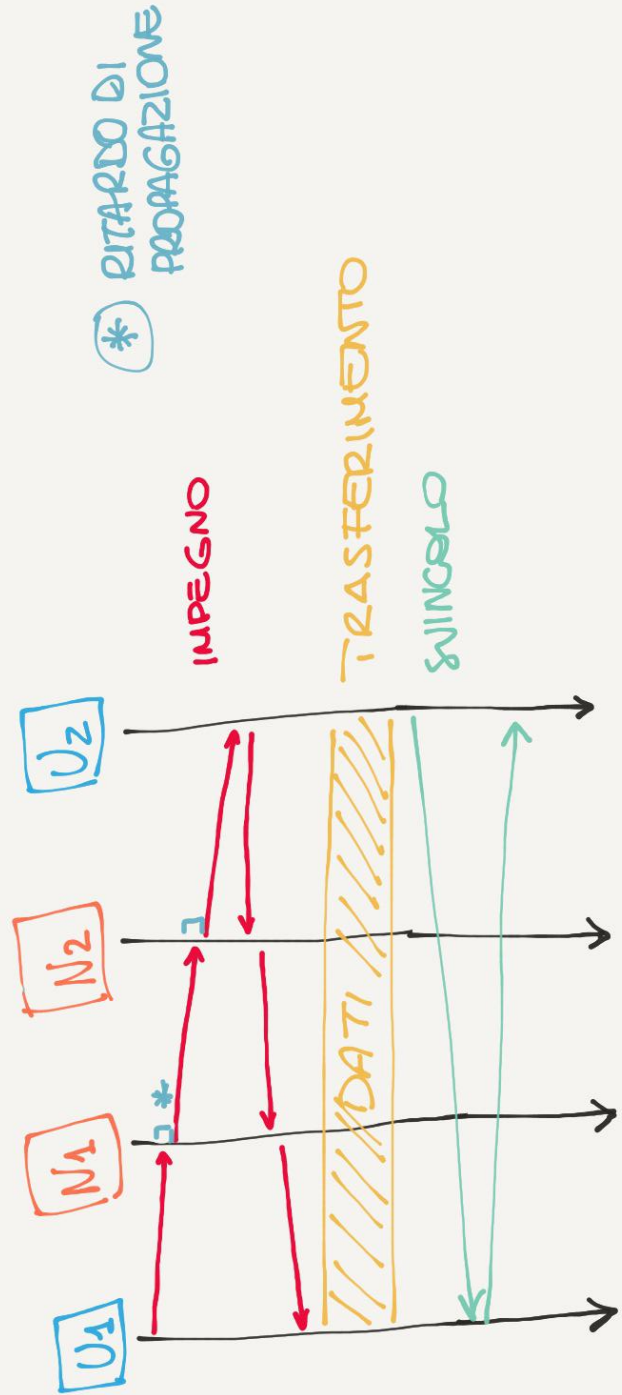 U1
N1
N2
U2
* RITARDO DI
PROPAGAZIONE
*
IMPEGNO
DATI
TRASFERIMENTO
SVINCOLO